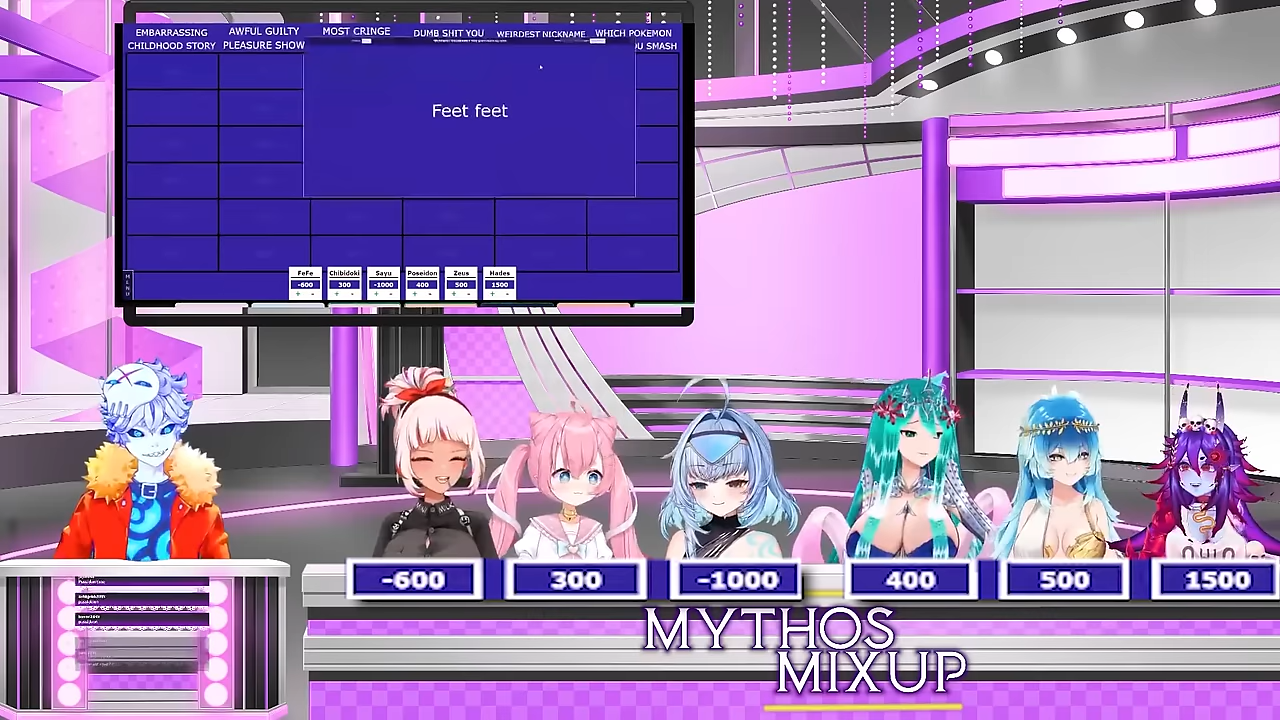 EMBARRASSING
CHILDHOOD STORY
AWFUL GUILTY
PLEASURE SHOW
MOST CRINGE
DUMB SHIT YOU
WEIRDEST NICKNAME
WHICH POKEMON
OU SMASH
Feet feet
MENU
FeFe Chibidoki Sayu Poseidon Zeus Hades
-600 300 -1000 400 500 1500
+ - + - + - + - + - + -
-600 300 -1000 400 500 1500
MYTHOS
MIXUP